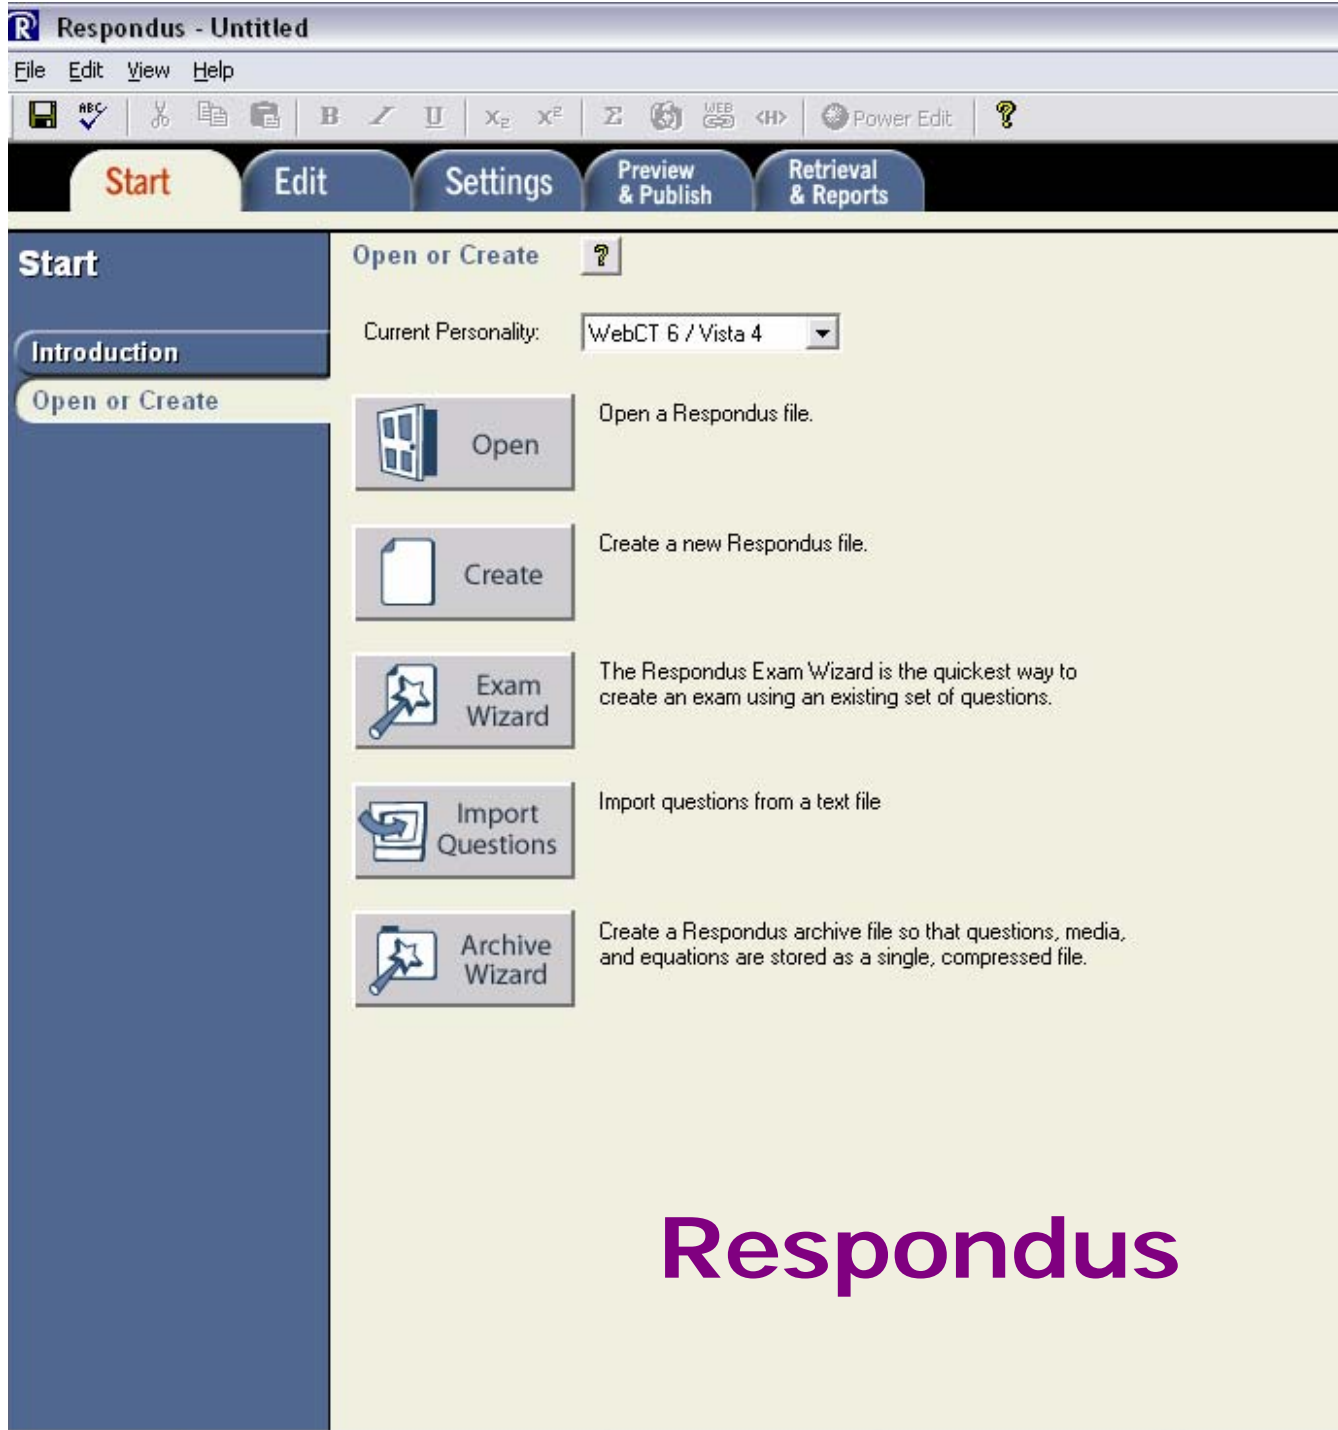 R Respondus - Untitled
File Edit View Help
ABC B I U X₂ X² Σ WEB <H> Power Edit ?
Start Edit Settings Preview & Publish Retrieval & Reports
Start
Open or Create ?
Current Personality: WebCT 6 / Vista 4
Introduction
Open or Create
Open
Open a Respondus file.
Create
Create a new Respondus file.
Exam
Wizard
The Respondus Exam Wizard is the quickest way to
create an exam using an existing set of questions.
Import
Questions
Import questions from a text file
Archive
Wizard
Create a Respondus archive file so that questions, media,
and equations are stored as a single, compressed file.
Respondus